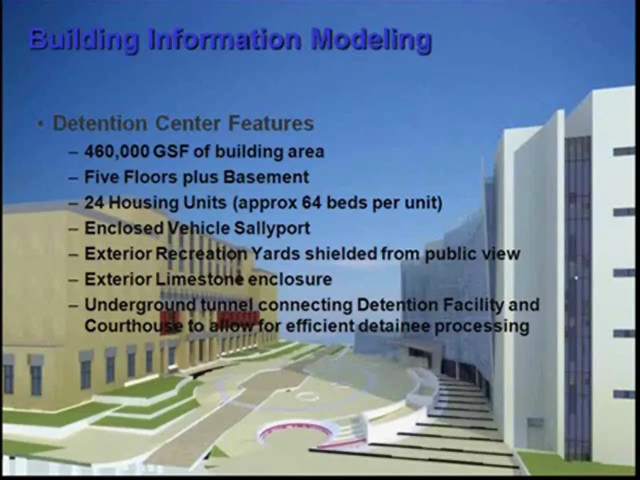 Building Information Modeling
• Detention Center Features
– 460,000 GSF of building area
– Five Floors plus Basement
– 24 Housing Units (approx 64 beds per unit)
– Enclosed Vehicle Sallyport
– Exterior Recreation Yards shielded from public view
– Exterior Limestone enclosure
– Underground tunnel connecting Detention Facility and
Courthouse to allow for efficient detainee processing